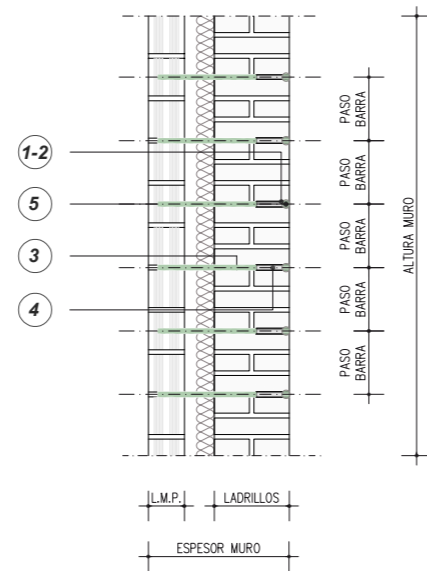 1-2
5
3
4
PASO
BARRA
PASO
BARRA
PASO
BARRA
PASO
BARRA
PASO
BARRA
ALTURA MURO
L.M.P.
LADRILLOS
ESPESOR MURO